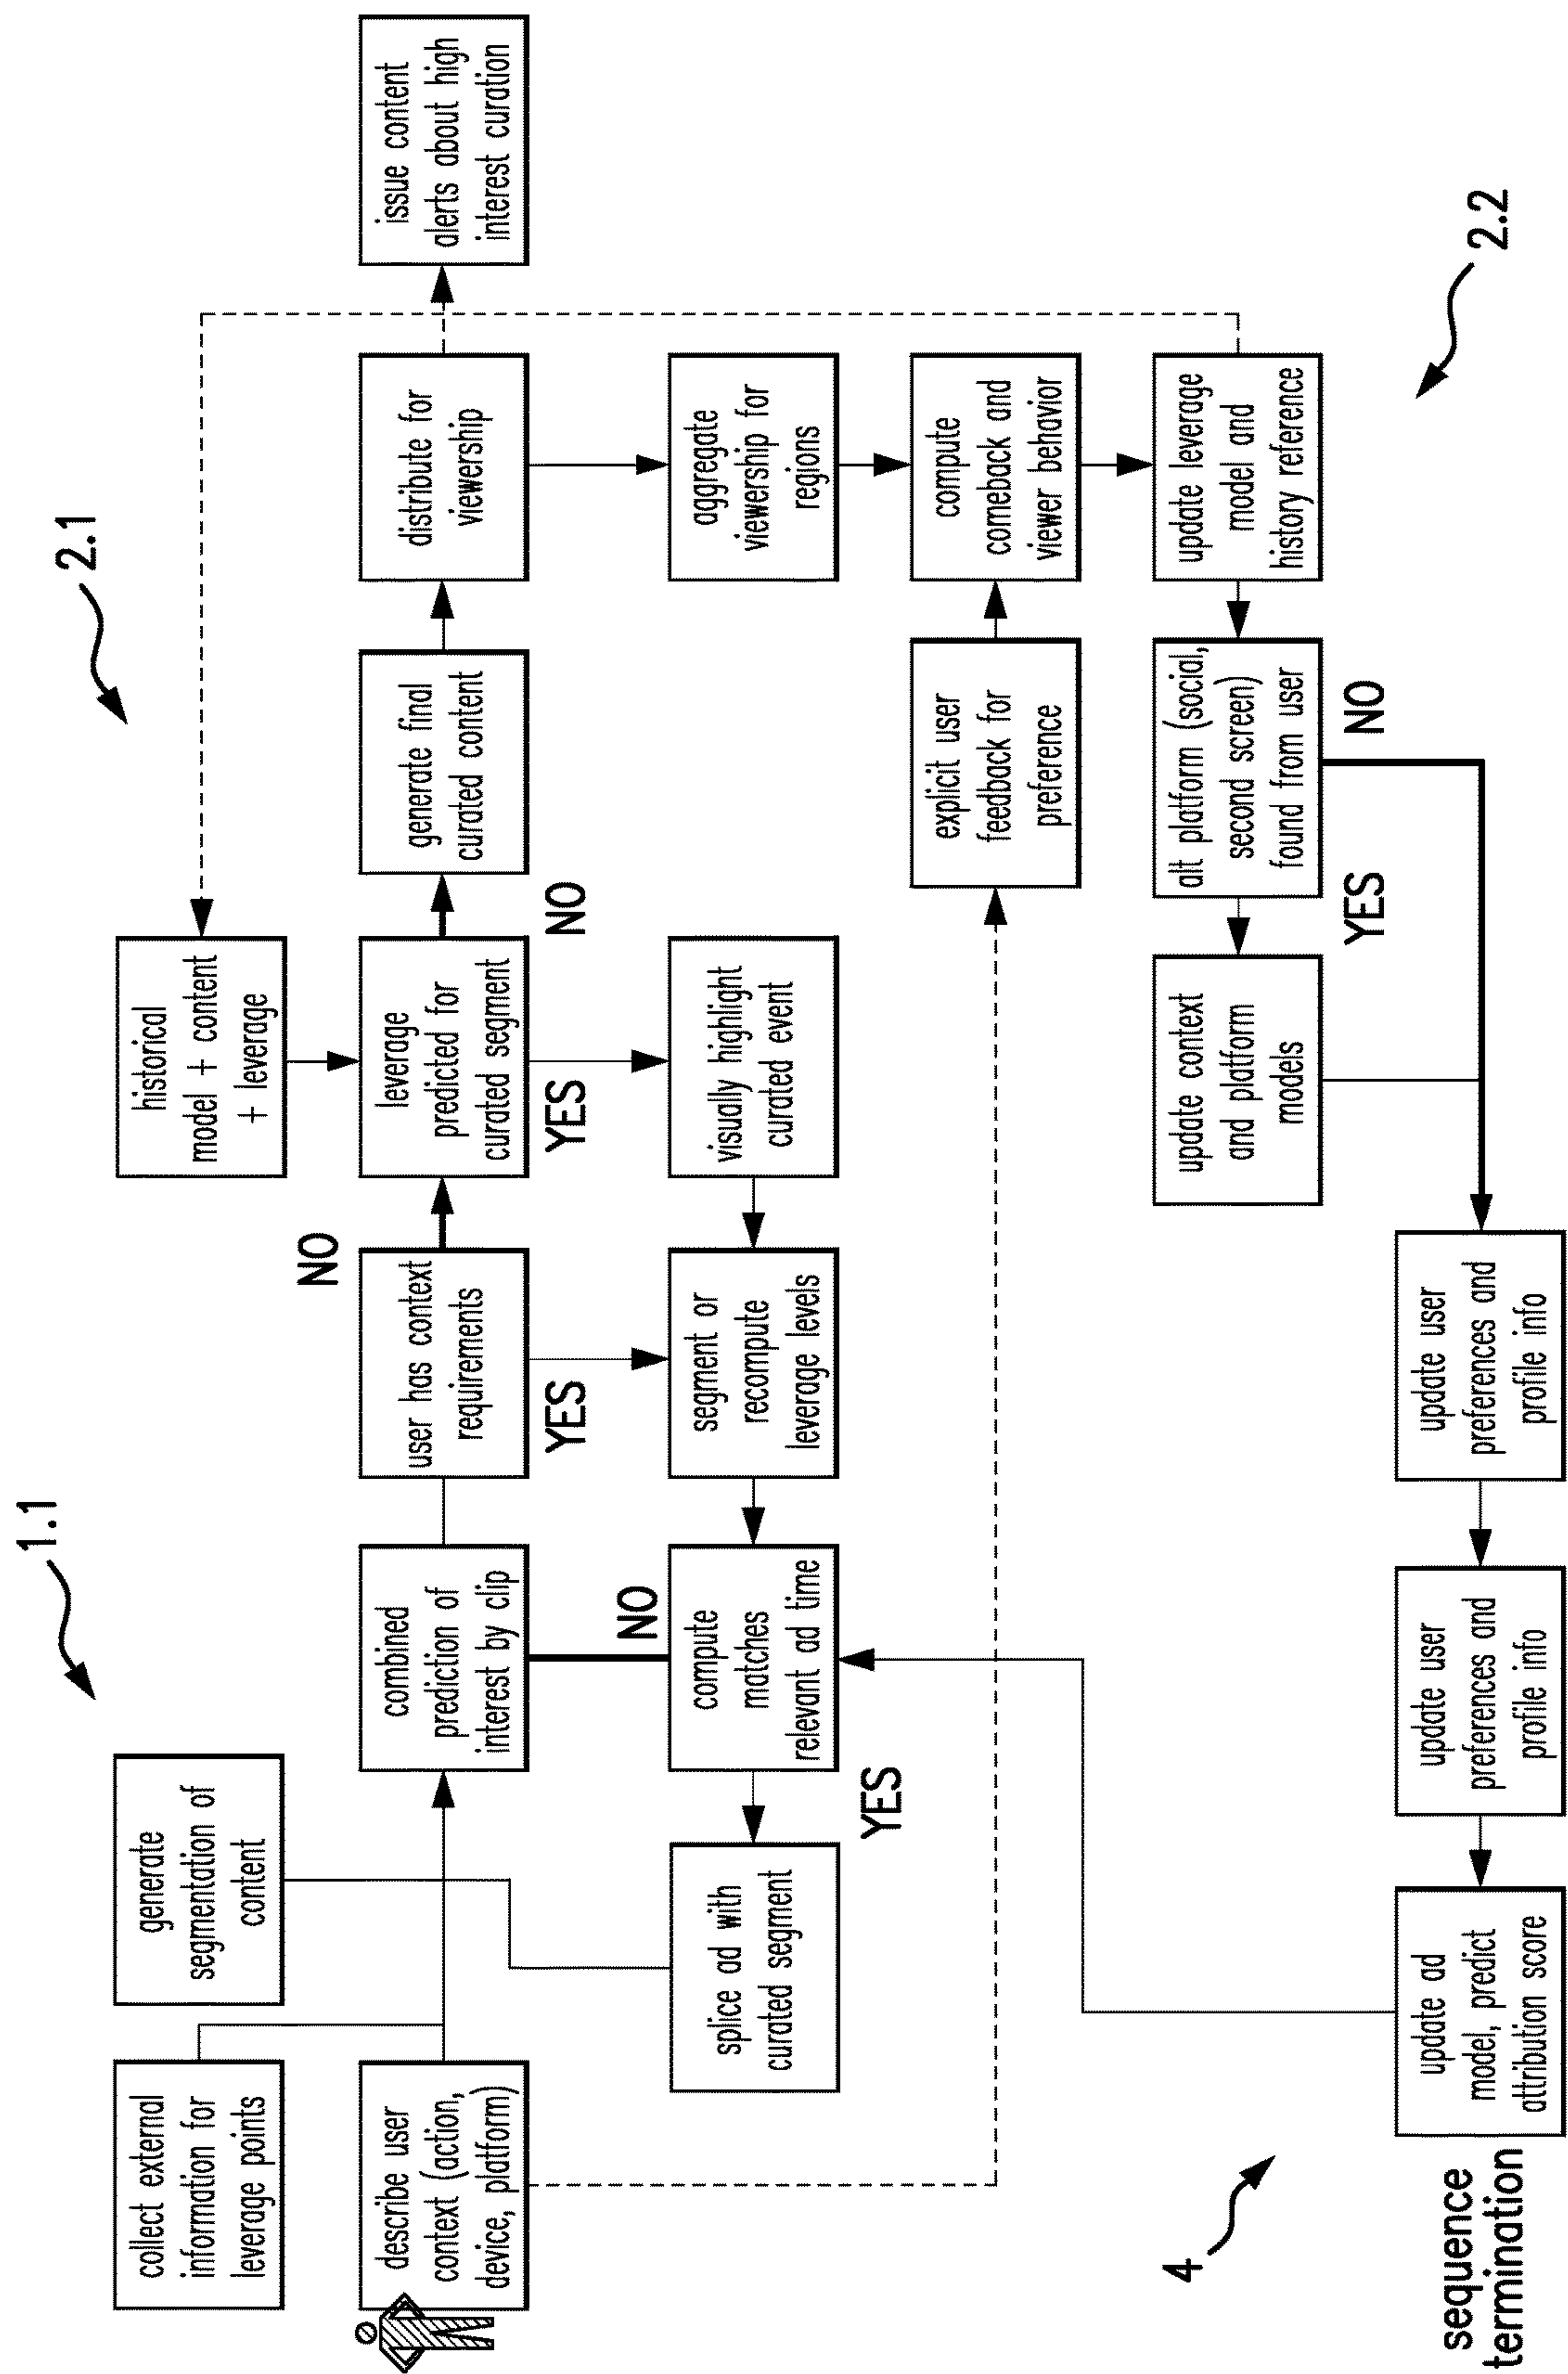 1.1
2.1
collect external
information for
leverage points
generate
segmentation of
content
historical
model + content
+ leverage
describe user
context (action,
device, platform)
combined
prediction of
interest by clip
user has context
requirements
NO
leverage
predicted for
curated segment
NO
generate final
curated content
distribute for
viewership
issue content
alerts about high
interest curation
YES
YES
NO
splice ad with
curated segment
compute
matches
relevant ad time
segment or
recompute
leverage levels
visually highlight
curated event
aggregate
viewership for
regions
YES
explicit user
feedback for
preference
compute
comeback and
viewer behavior
update context
and platform
models
alt platform (social,
second screen)
found from user
update leverage
model and
history reference
YES
NO
2.2
4
sequence
termination
update ad
model, predict
attribution score
update user
preferences and
profile info
update user
preferences and
profile info